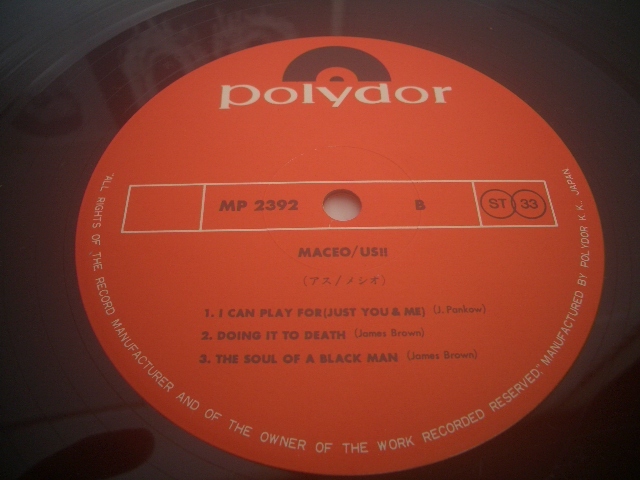 polydor
MP 2392 B ST 33
MACEO/US!!
(アス/メシオ)
1. I CAN PLAY FOR(JUST YOU & ME) (J. Pankow)
2. DOING IT TO DEATH (James Brown)
3. THE SOUL OF A BLACK MAN (James Brown)
"ALL RIGHTS OF THE RECORD MANUFACTURER AND OF THE OWNER OF THE WORK RECORDED RESERVED." MANUFACTURED BY POLYDOR K.K., JAPAN